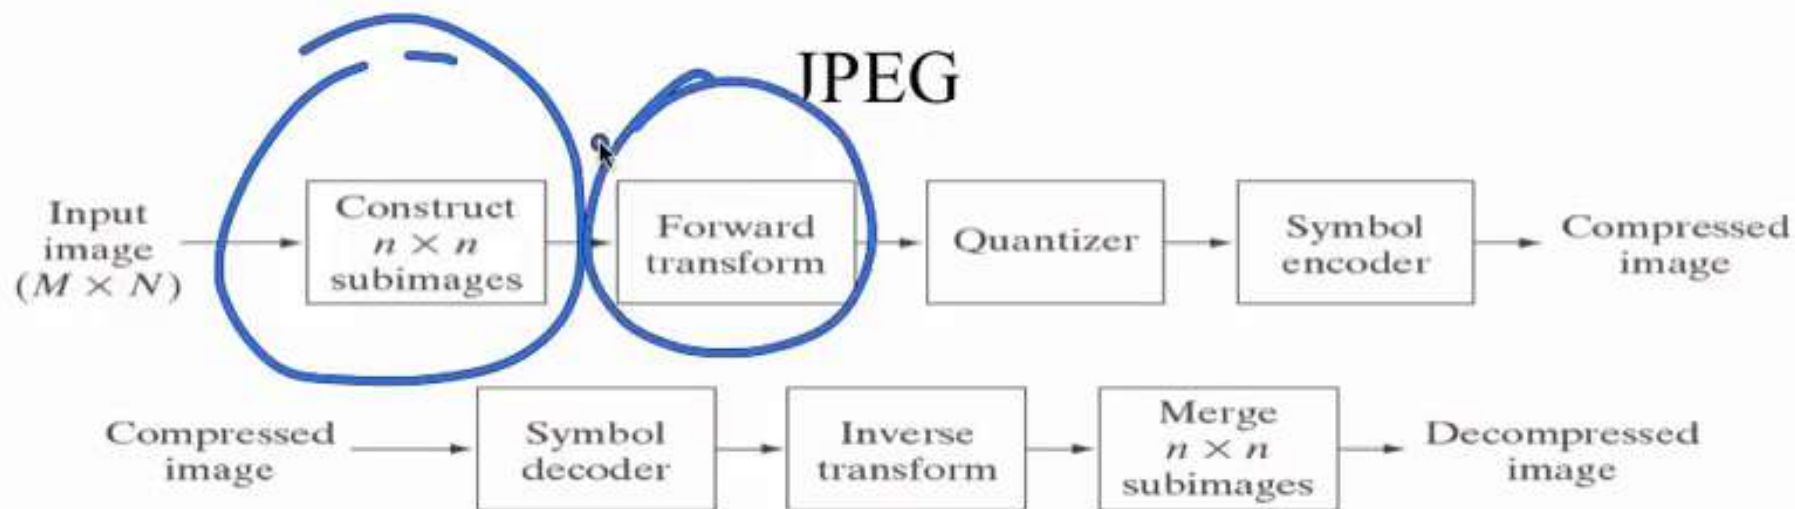 JPEG
Input
image
(M × N)
Construct
n × n
subimages
Forward
transform
Quantizer
Symbol
encoder
Compressed
image
Compressed
image
Symbol
decoder
Inverse
transform
Merge
n × n
subimages
Decompressed
image